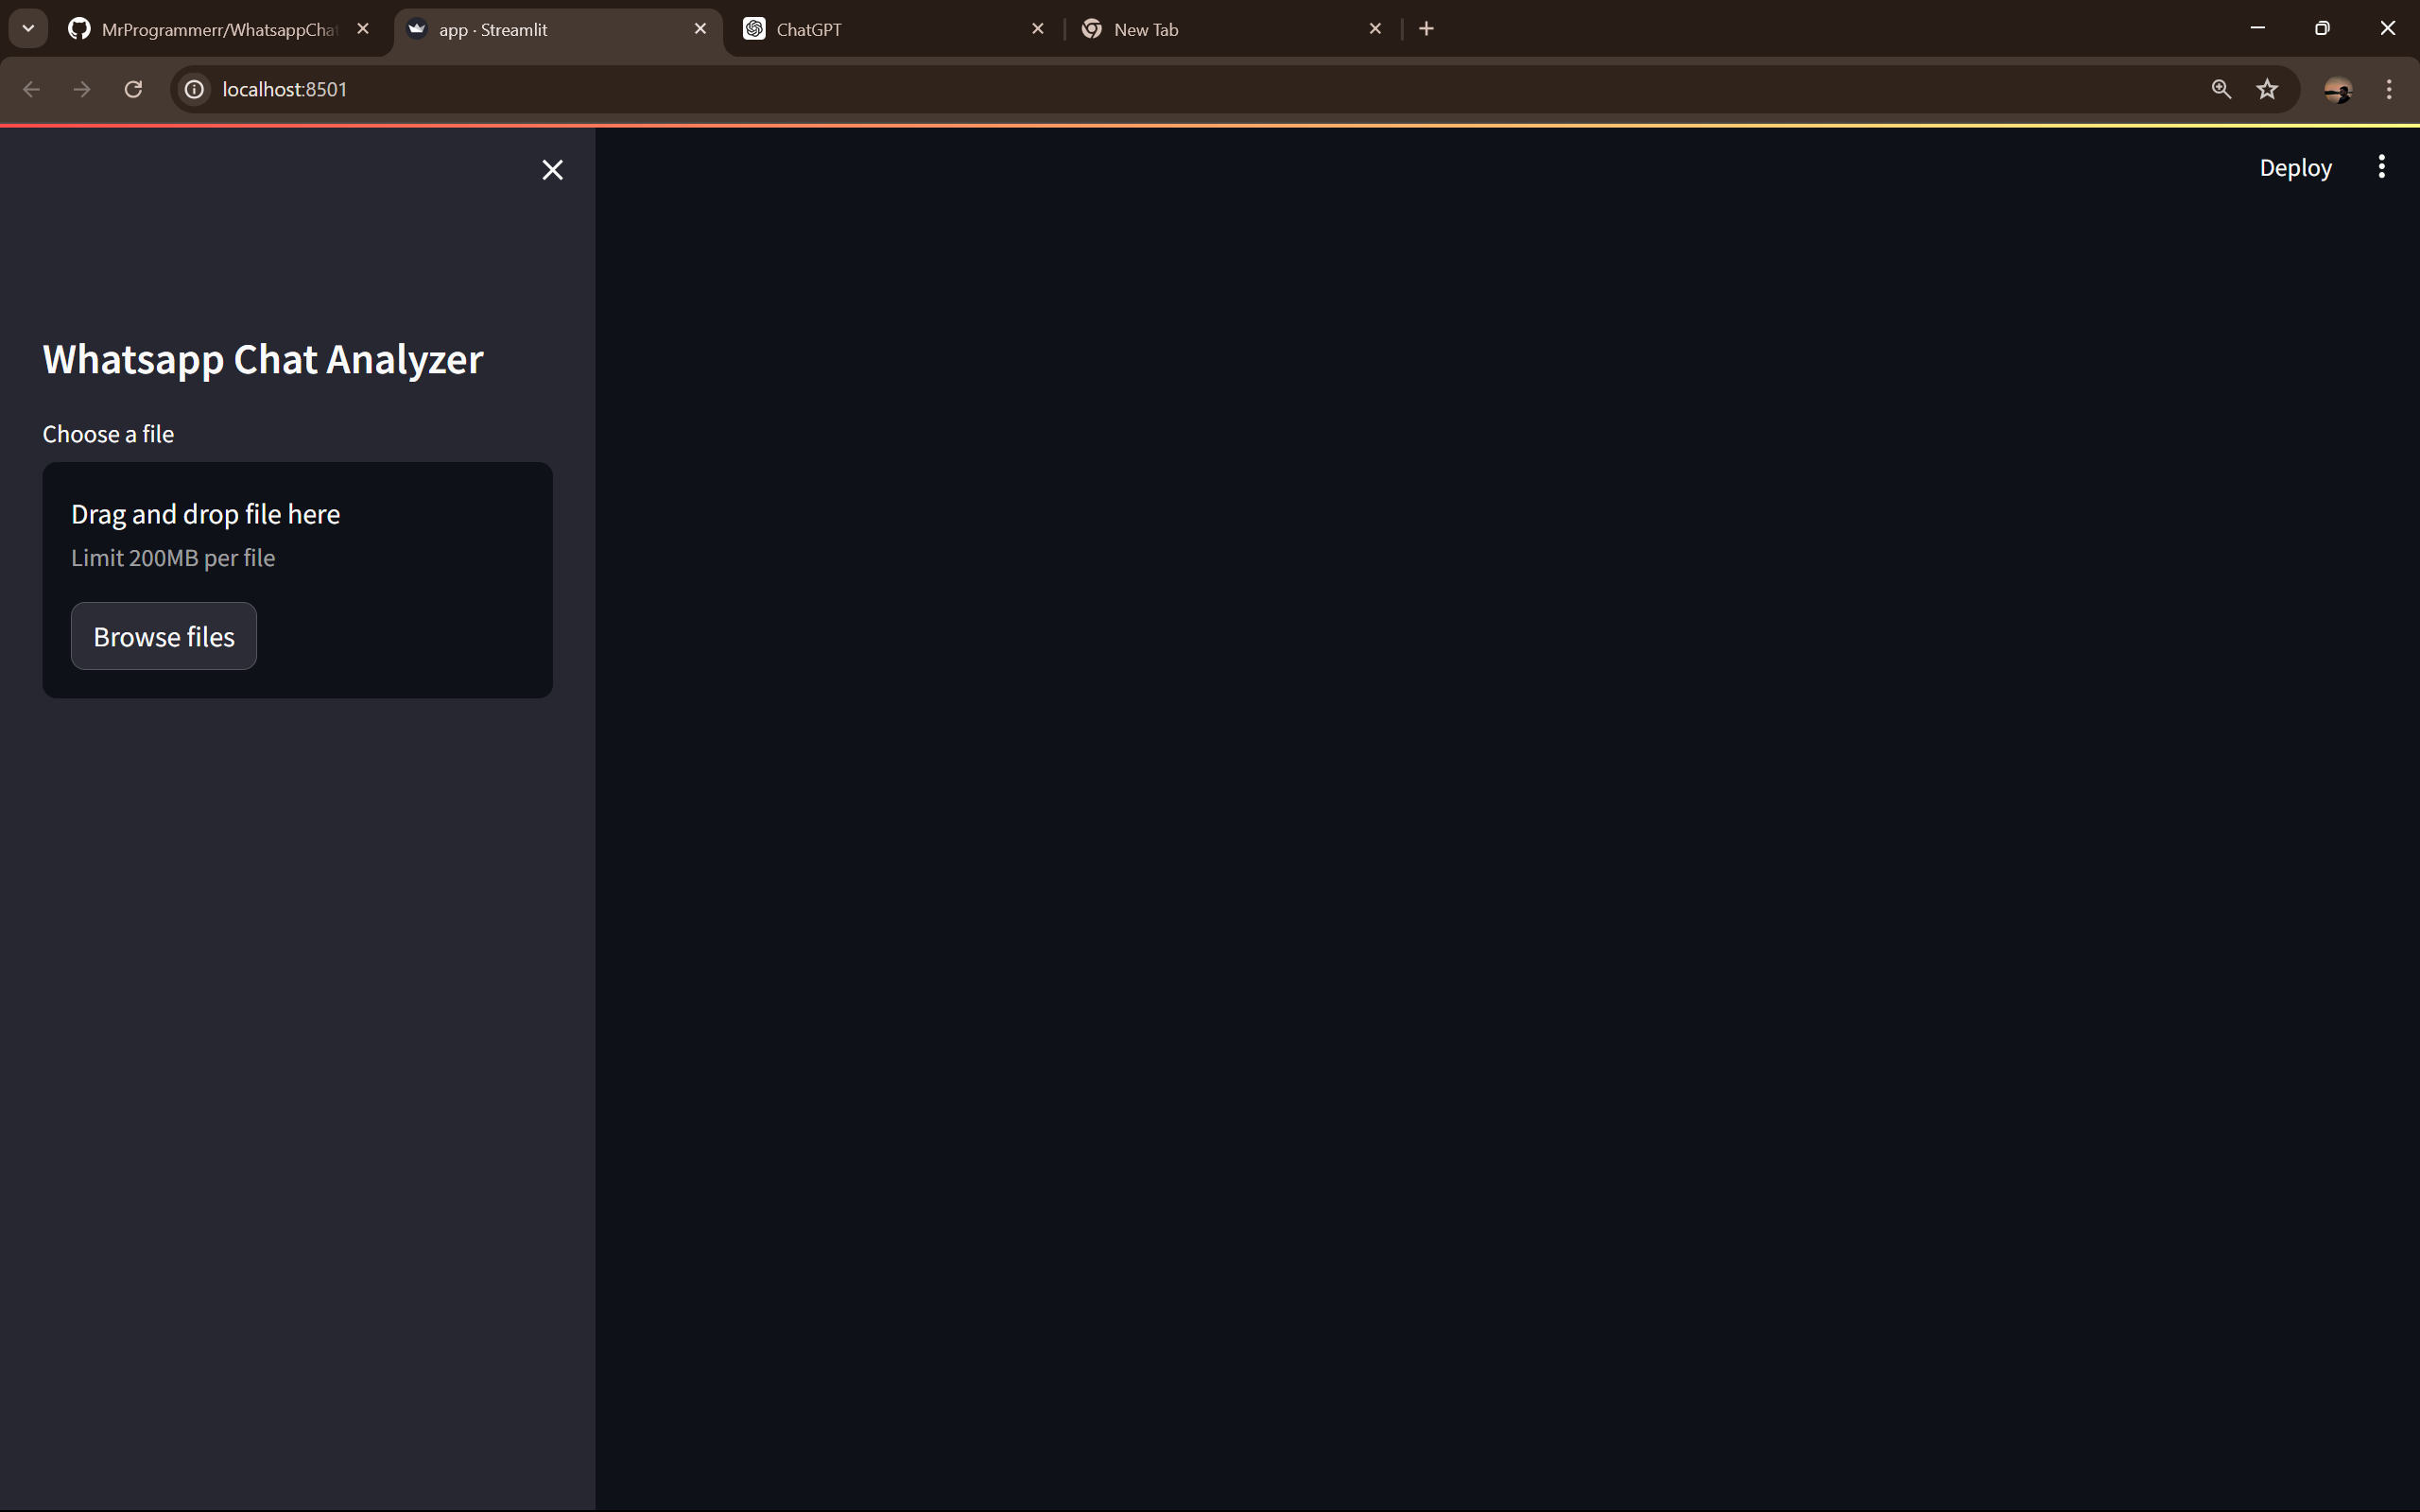 MrProgrammerr/WhatsappChat
app · Streamlit
ChatGPT
New Tab
localhost:8501
Deploy
Whatsapp Chat Analyzer
Choose a file
Drag and drop file here
Limit 200MB per file
Browse files